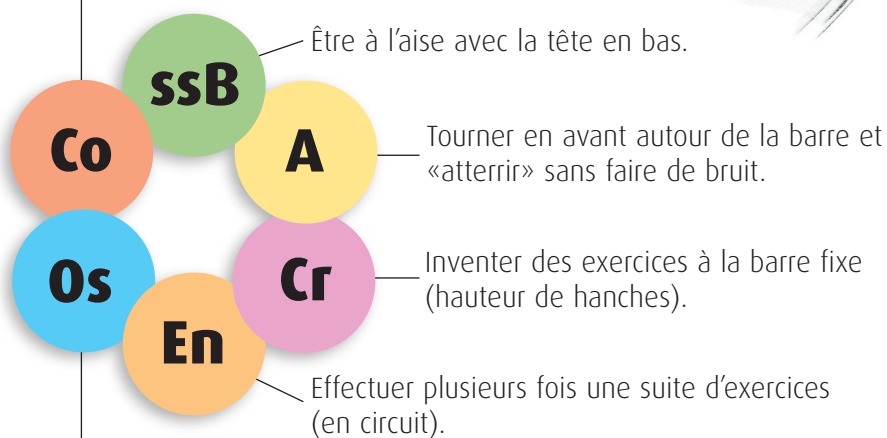 ssB
Être à l’aise avec la tête en bas.
Co
A
Tourner en avant autour de la barre et
«atterrir» sans faire de bruit.
Os
Cr
Inventer des exercices à la barre fixe
(hauteur de hanches).
En
Effectuer plusieurs fois une suite d’exercices
(en circuit).